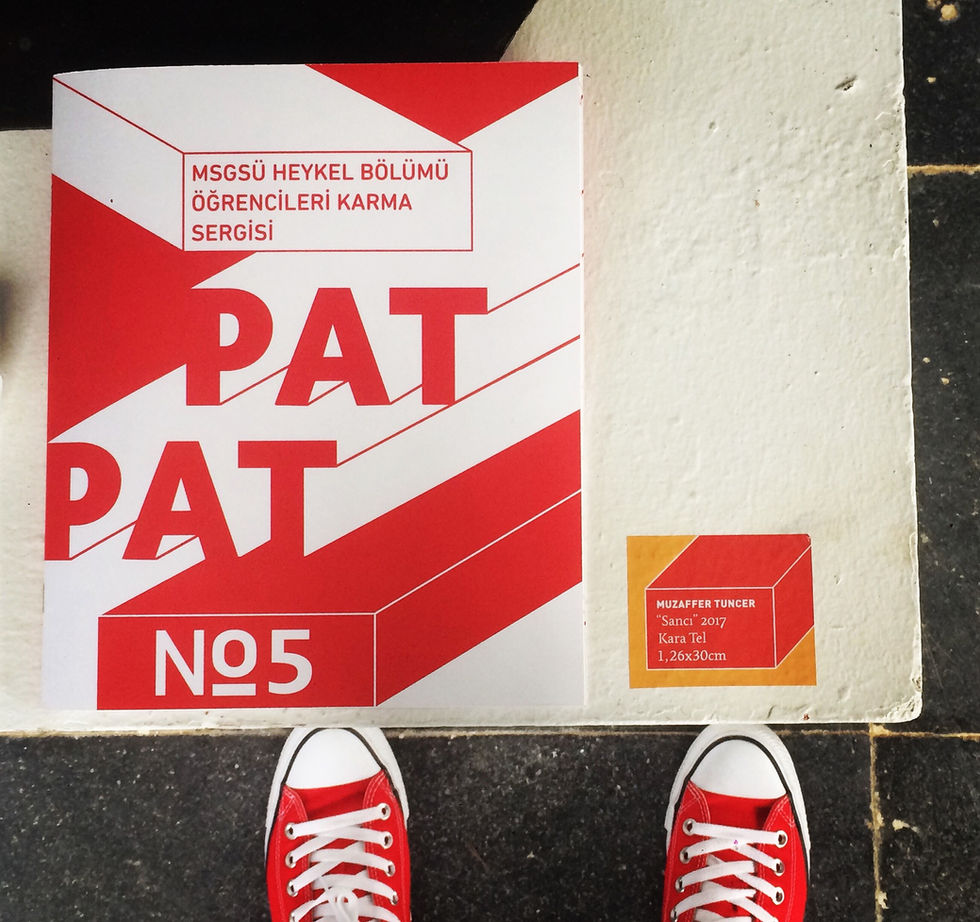 MSGSÜ HEYKEL BÖLÜMÜ
ÖĞRENCİLERİ KARMA
SERGİSİ
PAT
PAT
Nº5
MUZAFFER TUNCER
“Sancı” 2017
Kara Tel
1,26x30cm